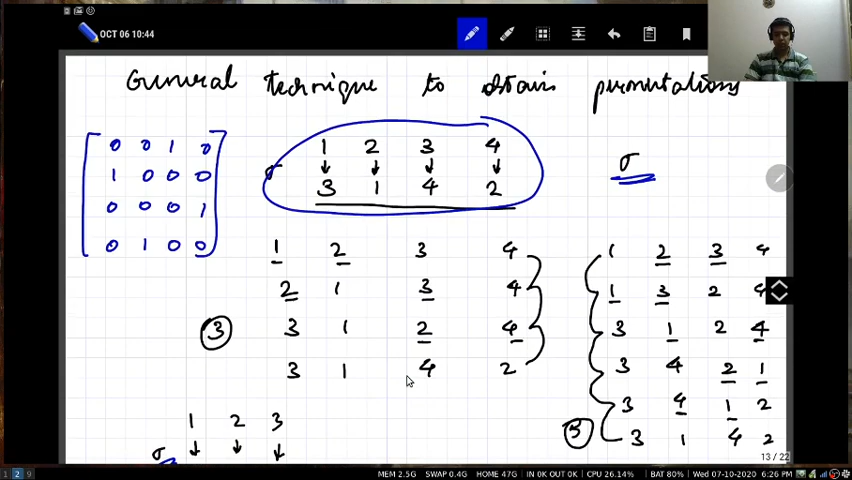 OCT 06 10:44
General technique to obtain permutations
0 0 1 0
1 0 0 0
0 0 0 1
0 1 0 0
σ
1 2 3 4
↓ ↓ ↓ ↓
3 1 4 2
σ
1 2 3 4
2 1 3 4
3 1 2 4
3 1 4 2
3
1 2 3 4
1 3 2 4
3 1 2 4
3 4 2 1
3 4 1 2
3 1 4 2
5
1 2 3
σ ↓ ↓ ↓
13 / 22
1 2 9
MEM 2.5G SWAP 0.4G HOME 47G IN 0K OUT 0K CPU 26.14% BAT 80% Wed 07-10-2020 6:26 PM